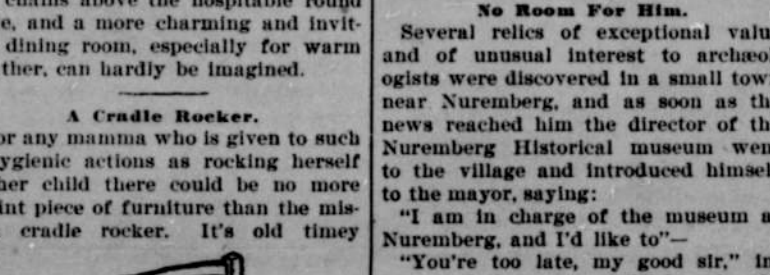 above the hospitable round
e, and a more charming and invit-
dining room, especially for warm
ther, can hardly be imagined.
A Cradle Rocker.
or any mamma who is given to such
ygienic actions as rocking herself
her child there could be no more
int piece of furniture than the mis-
cradle rocker. It's old timey
No Room For Him.
Several relics of exceptional valu
and of unusual interest to archæol
ogists were discovered in a small tow
near Nuremberg, and as soon as th
news reached him the director of th
Nuremberg Historical museum wen
to the village and introduced himsel
to the mayor, saying:
"I am in charge of the museum a
Nuremberg, and I'd like to"—
"You're too late, my good sir," in